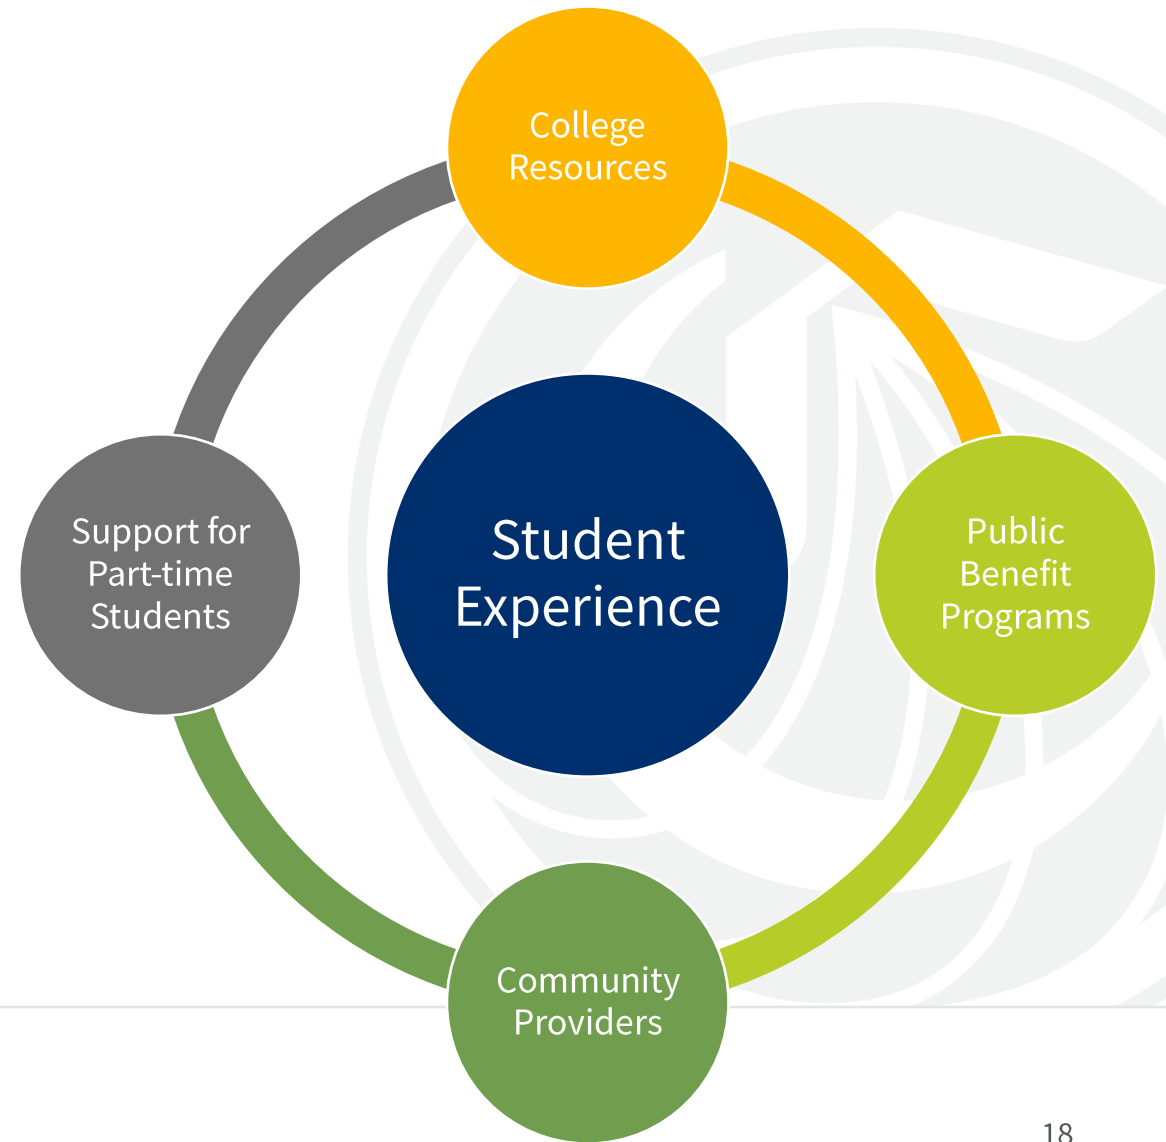 College
Resources
Support for
Part-time
Students
Student
Experience
Public
Benefit
Programs
Community
Providers
18